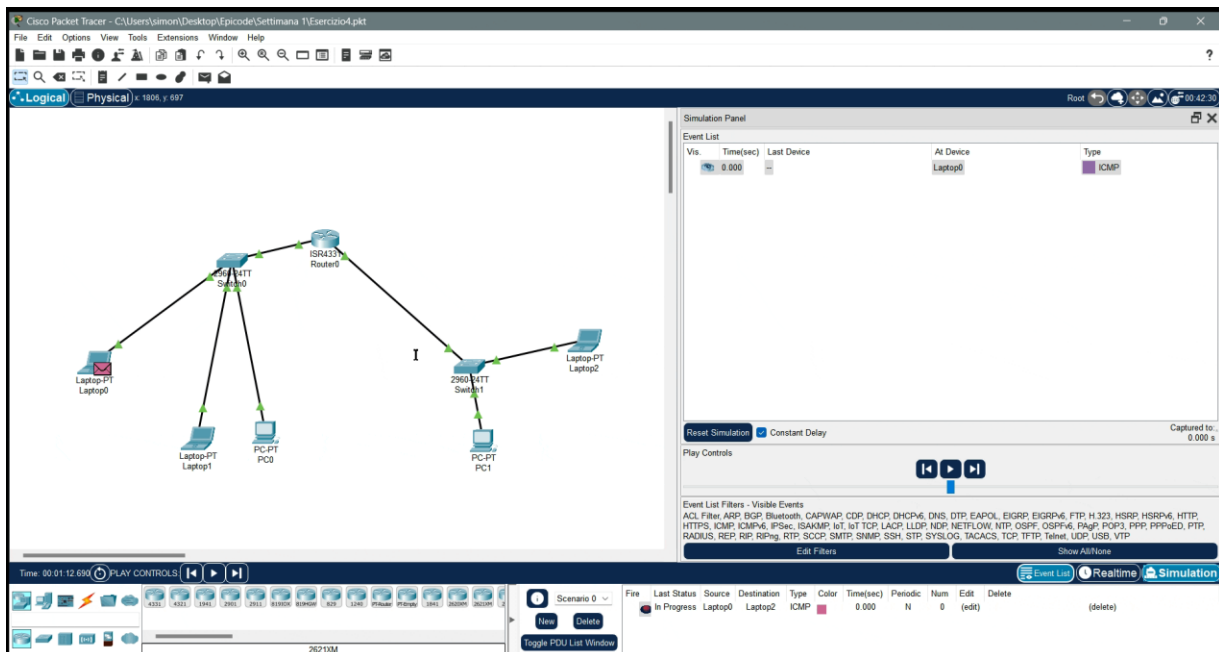 Cisco Packet Tracer - C:\Users\simon\Desktop\Epicode\Settimana 1\Esercizio4.pkt
File Edit Options View Tools Extensions Window Help
?
Logical Physical x: 1806, y: 697
Root 00:42:30
Simulation Panel
Event List
Vis. Time(sec) Last Device At Device Type
0.000 -- Laptop0 ICMP
ISR4331
Router0
2960-24TT
Switch0
Laptop-PT
Laptop0
Laptop-PT
Laptop1
PC-PT
PC0
Laptop-PT
Laptop2
2960-24TT
Switch1
PC-PT
PC1
Reset Simulation Constant Delay
Captured to:
0.000 s
Play Controls
Event List Filters - Visible Events
ACL Filter, ARP, BGP, Bluetooth, CAPWAP, CDP, DHCP, DHCPv6, DNS, DTP, EAPOL, EIGRP, EIGRPv6, FTP, H.323, HSRP, HSRPv6, HTTP,
HTTPS, ICMP, ICMPv6, IPSec, ISAKMP, IoT, IoT TCP, LACP, LLDP, NDP, NETFLOW, NTP, OSPF, OSPFv6, PAgP, POP3, PPP, PPPoED, PTP,
RADIUS, REP, RIP, RIPng, RTP, SCCP, SMTP, SNMP, SSH, STP, SYSLOG, TACACS, TCP, TFTP, Telnet, UDP, USB, VTP
Edit Filters Show All/None
Time: 00:01:12.690 PLAY CONTROLS:
Event List Realtime Simulation
4331 4321 1941 2901 2911 819IOX 819HGW 829 1240 PT-Router PT-Empty 1841 2620XM 2621XM
2621XM
Scenario 0
New Delete
Toggle PDU List Window
Fire Last Status Source Destination Type Color Time(sec) Periodic Num Edit Delete
In Progress Laptop0 Laptop2 ICMP 0.000 N 0 (edit) (delete)